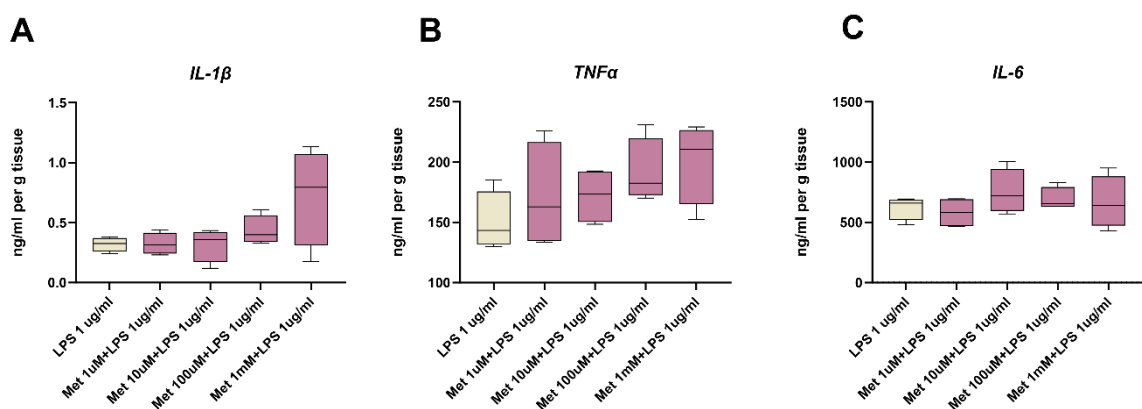 A
IL-1β
ng/ml per g tissue
1.5
1.0
0.5
0.0
LPS 1 ug/ml
Met 1uM+LPS 1ug/ml
Met 10uM+LPS 1ug/ml
Met 100uM+LPS 1ug/ml
Met 1mM+LPS 1ug/ml
B
TNFα
ng/ml per g tissue
250
200
150
100
LPS 1 ug/ml
Met 1uM+LPS 1ug/ml
Met 10uM+LPS 1ug/ml
Met 100uM+LPS 1ug/ml
Met 1mM+LPS 1ug/ml
C
IL-6
ng/ml per g tissue
1500
1000
500
0
LPS 1 ug/ml
Met 1uM+LPS 1ug/ml
Met 10uM+LPS 1ug/ml
Met 100uM+LPS 1ug/ml
Met 1mM+LPS 1ug/ml